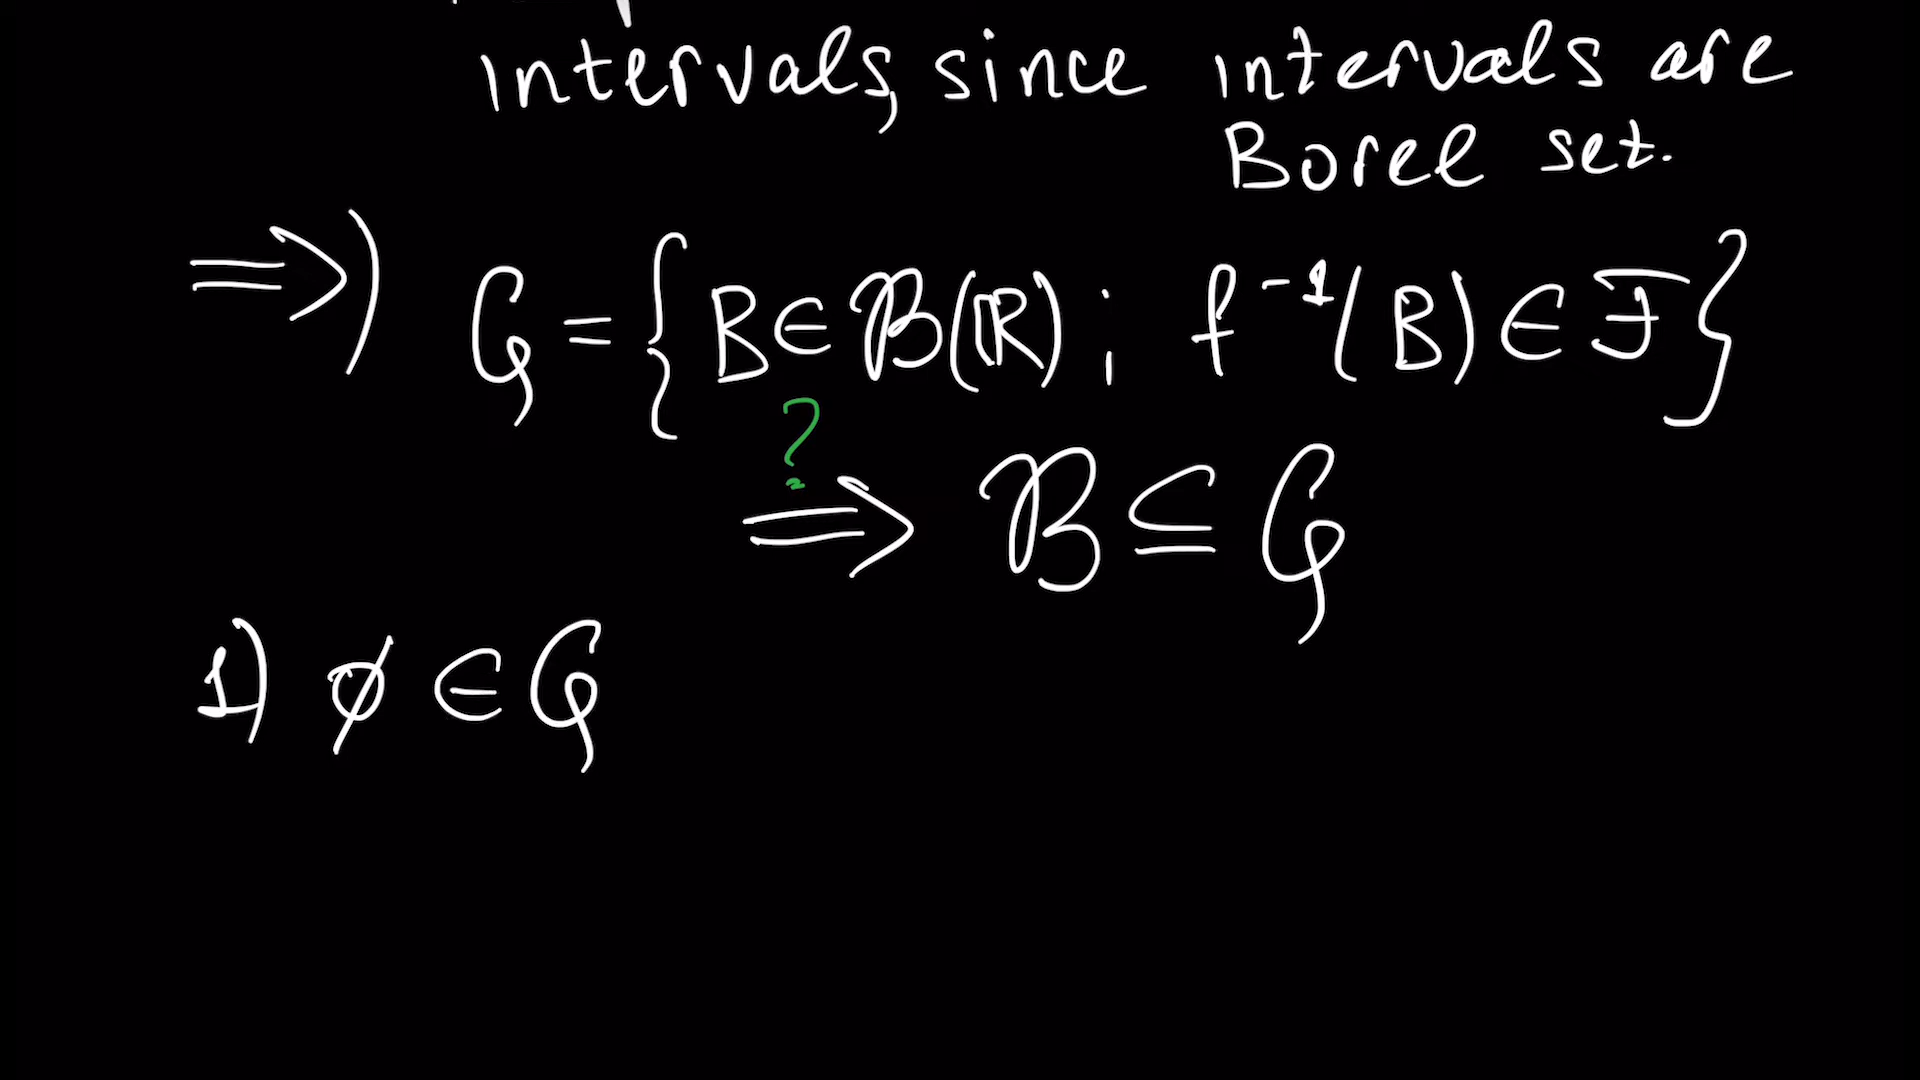 intervals, since intervals are
Borel set.
⇒) G = { B ∈ ℬ(ℝ) ; f⁻¹(B) ∈ ℱ }
?
⇒ ℬ ⊆ G
1) ∅ ∈ G